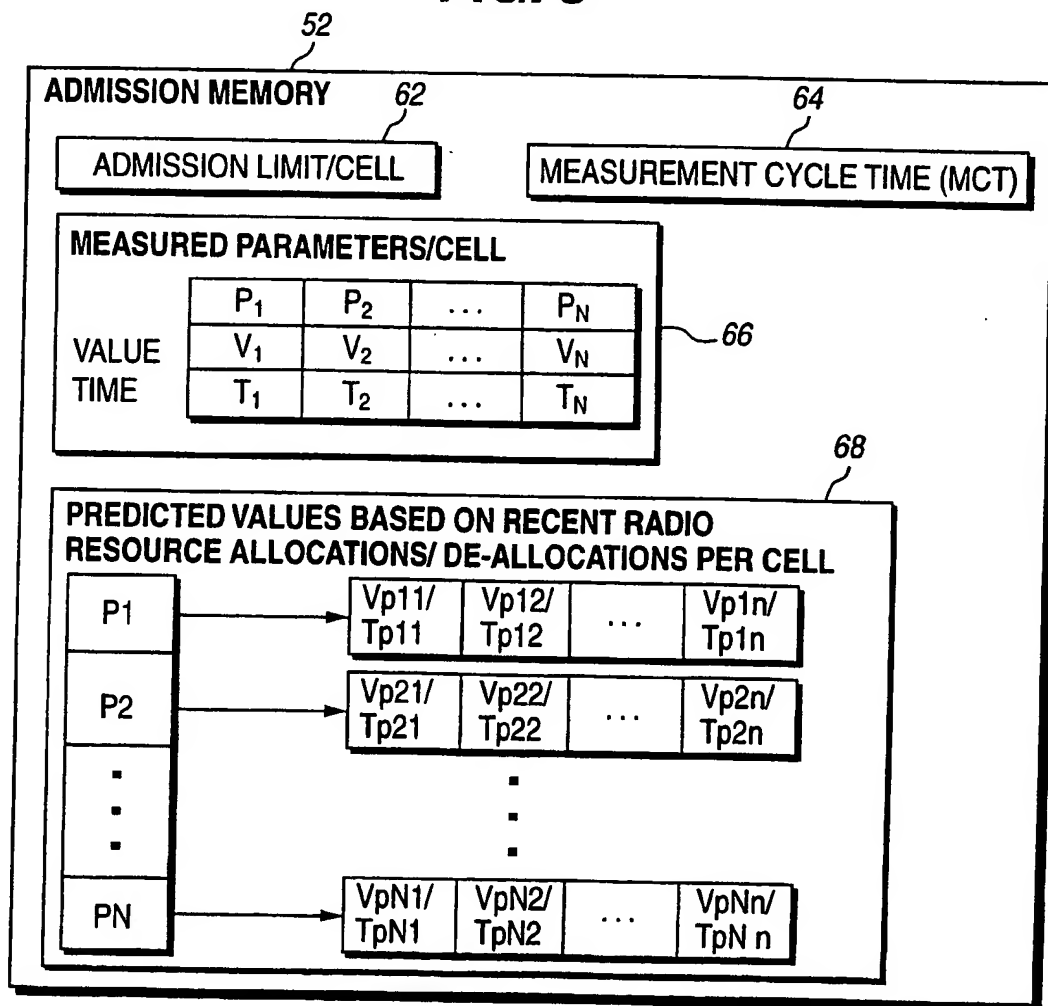 52
ADMISSION MEMORY
62
64
ADMISSION LIMIT/CELL
MEASUREMENT CYCLE TIME (MCT)
MEASURED PARAMETERS/CELL
P1 P2 ... PN
VALUE V1 V2 ... VN
TIME T1 T2 ... TN
66
68
PREDICTED VALUES BASED ON RECENT RADIO
RESOURCE ALLOCATIONS/ DE-ALLOCATIONS PER CELL
P1
Vp11/ Vp12/ ... Vp1n/
Tp11 Tp12 Tp1n
P2
Vp21/ Vp22/ ... Vp2n/
Tp21 Tp22 Tp2n
PN
VpN1/ VpN2/ ... VpNn/
TpN1 TpN2 TpN n